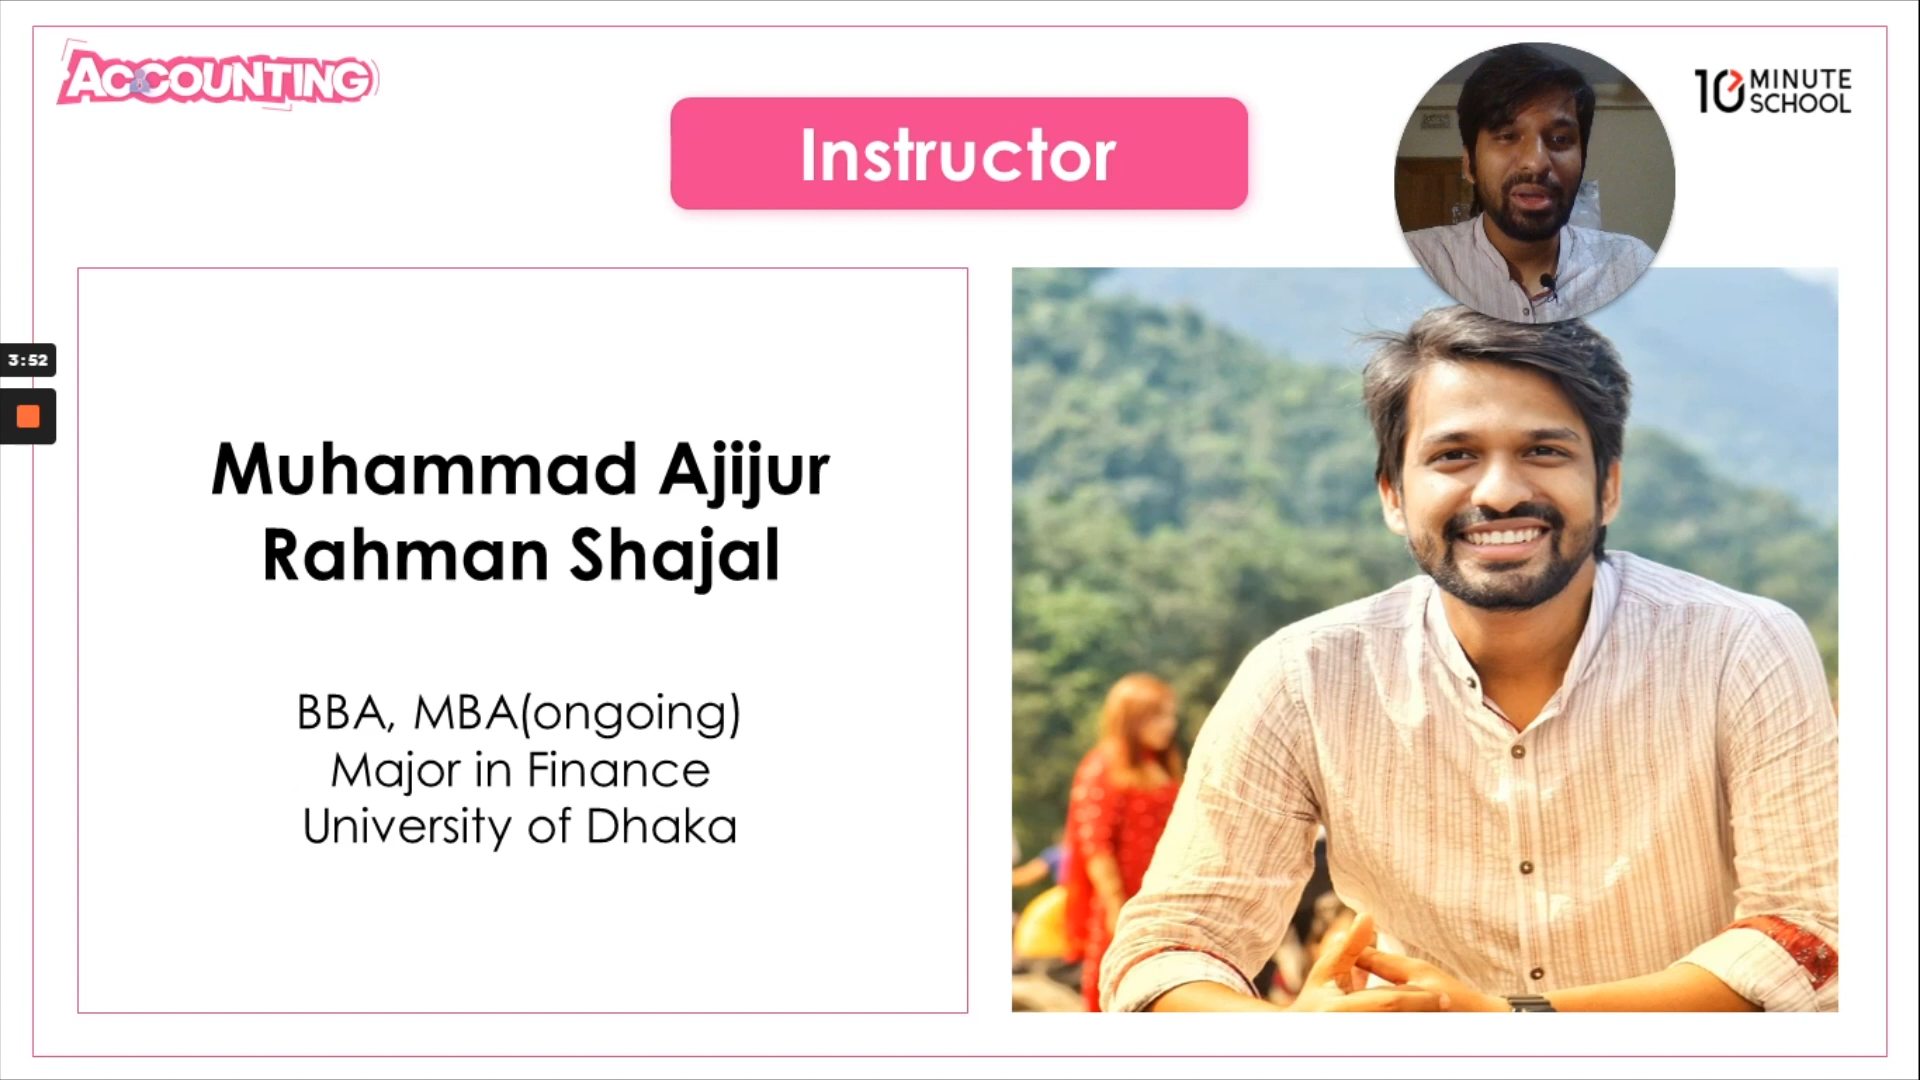 ACCOUNTING
10 MINUTE
SCHOOL
Instructor
3:52
Muhammad Ajijur
Rahman Shajal
BBA, MBA(ongoing)
Major in Finance
University of Dhaka